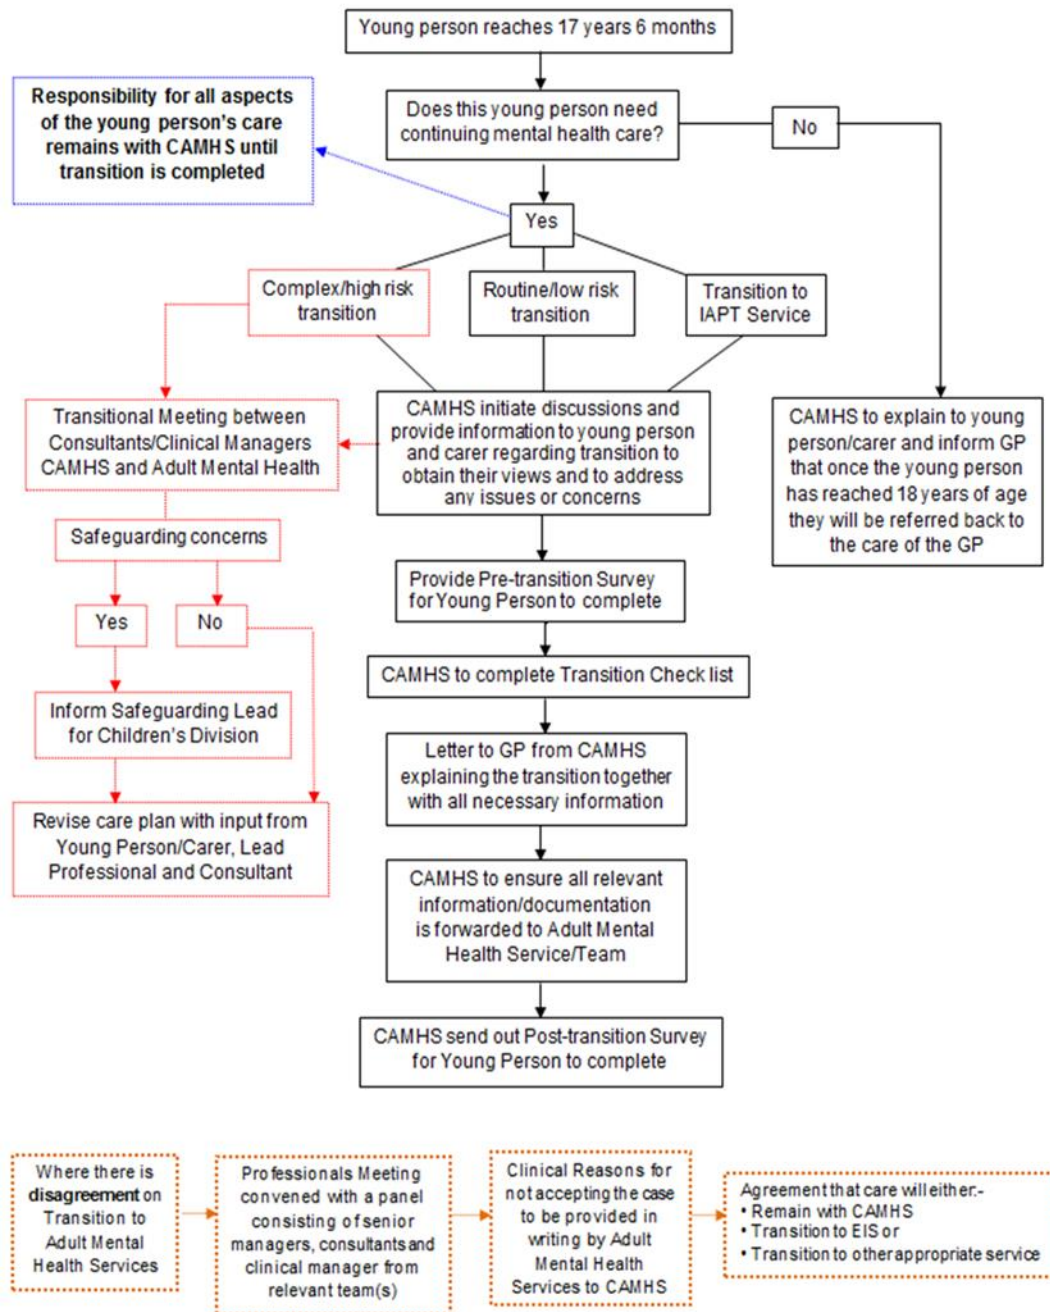 Young person reaches 17 years 6 months
Responsibility for all aspects
of the young person's care
remains with CAMHS until
transition is completed
Does this young person need
continuing mental health care?
No
Yes
Complex/high risk
transition
Routine/low risk
transition
Transition to
IAPT Service
Transitional Meeting between
Consultants/Clinical Managers
CAMHS and Adult Mental Health
CAMHS initiate discussions and
provide information to young person
and carer regarding transition to
obtain their views and to address
any issues or concerns
CAMHS to explain to young
person/carer and inform GP
that once the young person
has reached 18 years of age
they will be referred back to
the care of the GP
Safeguarding concerns
Yes
No
Inform Safeguarding Lead
for Children's Division
Revise care plan with input from
Young Person/Carer, Lead
Professional and Consultant
Provide Pre-transition Survey
for Young Person to complete
CAMHS to complete Transition Check list
Letter to GP from CAMHS
explaining the transition together
with all necessary information
CAMHS to ensure all relevant
information/documentation
is forwarded to Adult Mental
Health Service/Team
CAMHS send out Post-transition Survey
for Young Person to complete
Where there is
disagreement on
Transition to
Adult Mental
Health Services
Professionals Meeting
convened with a panel
consisting of senior
managers, consultants and
clinical manager from
relevant team(s)
Clinical Reasons for
not accepting the case
to be provided in
writing by Adult
Mental Health
Services to CAMHS
Agreement that care will either:-
• Remain with CAMHS
• Transition to EIS or
• Transition to other appropriate service